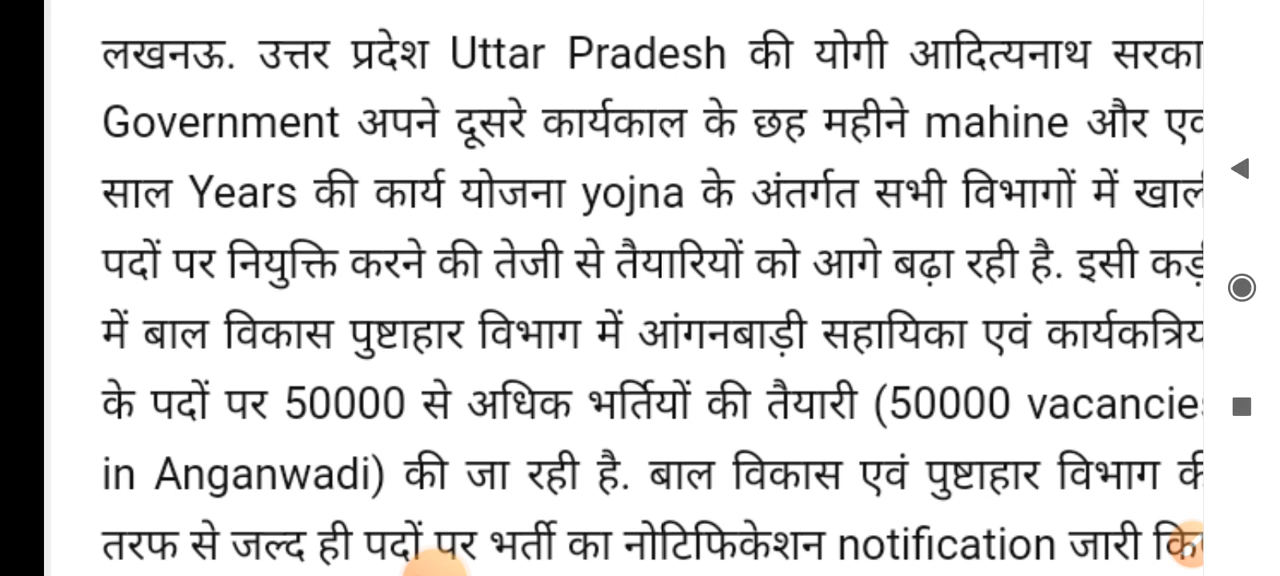 लखनऊ. उत्तर प्रदेश Uttar Pradesh की योगी आदित्यनाथ सरका
Government अपने दूसरे कार्यकाल के छह महीने mahine और
साल Years की कार्य योजना yojna के अंतर्गत सभी विभागों में
पदों पर नियुक्ति करने की तेजी से तैयारियों को आगे बढ़ा रही है. इसी
में बाल विकास पुष्टाहार विभाग में आंगनबाड़ी सहायिका एवं कार्यकत्रिय
के पदों पर 50000 से अधिक भर्तियों की तैयारी (50000 vacancie
in Anganwadi) की जा रही है. बाल विकास एवं पुष्टाहार विभाग
तरफ से जल्द ही पदों पर भर्ती का नोटिफिकेशन notification जारी